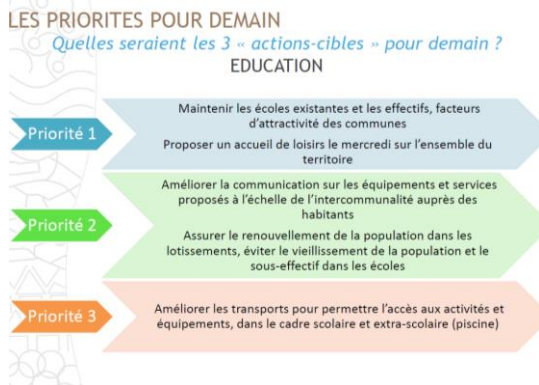 LES PRIORITES POUR DEMAIN
Quelles seraient les 3 « actions-cibles » pour demain ?
EDUCATION
Priorité 1
Maintenir les écoles existantes et les effectifs, facteurs
d'attractivité des communes
Proposer un accueil de loisirs le mercredi sur l'ensemble du
territoire
Priorité 2
Améliorer la communication sur les équipements et services
proposés à l'échelle de l'intercommunalité auprès des
habitants
Assurer le renouvellement de la population dans les
lotissements, éviter le vieillissement de la population et le
sous-effectif dans les écoles
Priorité 3
Améliorer les transports pour permettre l'accès aux activités et
équipements, dans le cadre scolaire et extra-scolaire (piscine)